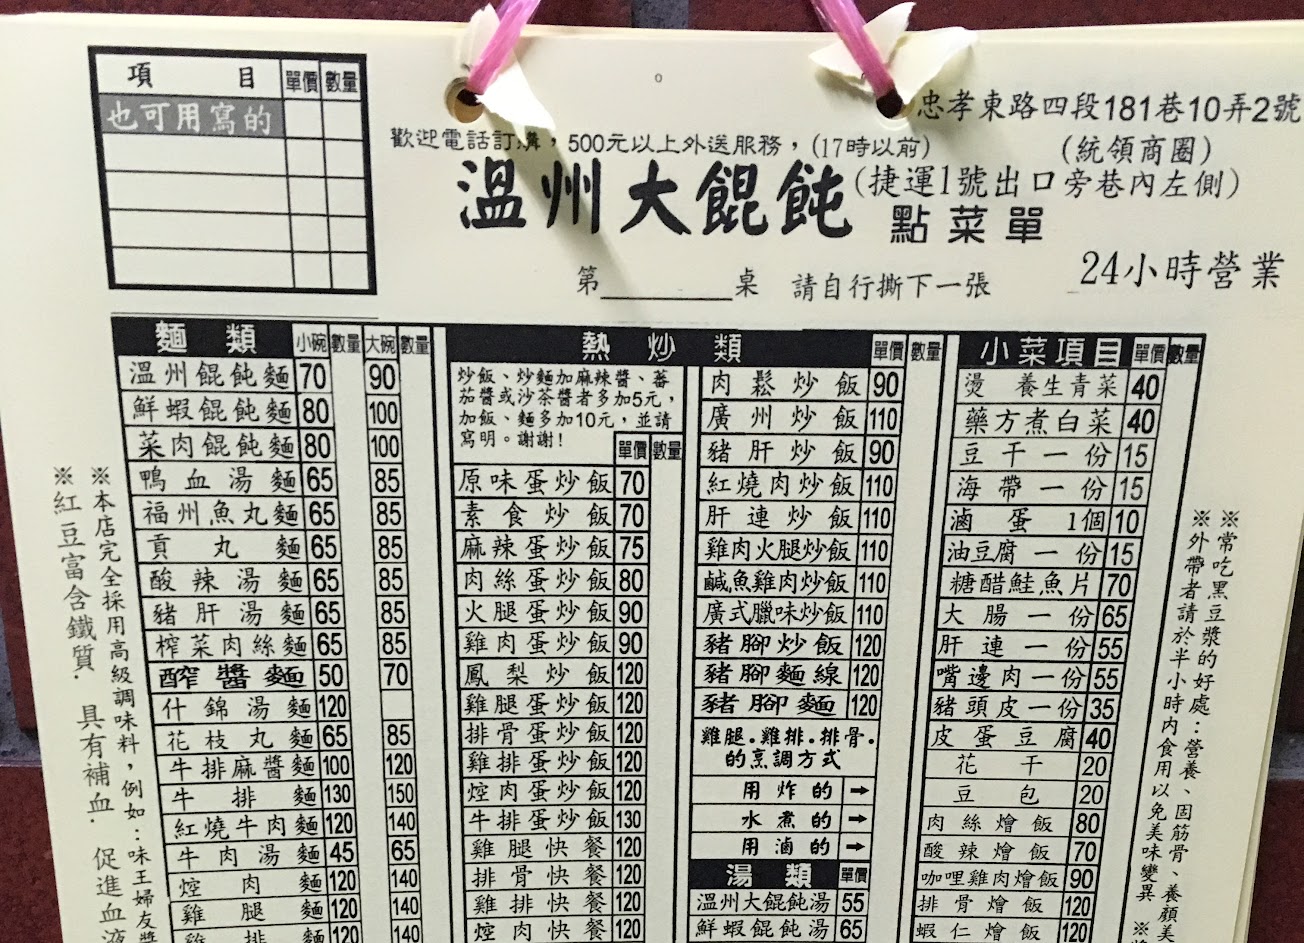 項目 單價 數量
也可用寫的
忠孝東路四段181巷10弄2號
歡迎電話訂購，500元以上外送服務，(17時以前)
(統領商圈)
溫州大餛飩
(捷運1號出口旁巷內左側)
點菜單
24小時營業
第 桌 請自行撕下一張
※本店完全採用高級調味料，例如：味王婦友醬
※紅豆富含鐵質．具有補血．促進血液
麵類 小碗 數量 大碗 數量
溫州餛飩麵 70 90
鮮蝦餛飩麵 80 100
菜肉餛飩麵 80 100
鴨血湯麵 65 85
福州魚丸麵 65 85
貢丸麵 65 85
酸辣湯麵 65 85
豬肝湯麵 65 85
榨菜肉絲麵 65 85
醡醬麵 50 70
什錦湯麵 120
花枝丸麵 65 85
牛排麻醬麵 100 120
牛排麵 130 150
紅燒牛肉麵 120 140
牛肉湯麵 45 65
焢肉麵 120 140
雞腿麵 120 140
雞排麵 120 140
熱炒類 單價 數量
炒飯、炒麵加麻辣醬、蕃
茄醬或沙茶醬者多加5元，
加飯、麵多加10元，並請
寫明。謝謝！
單價 數量
原味蛋炒飯 70
素食炒飯 70
麻辣蛋炒飯 75
肉絲蛋炒飯 80
火腿蛋炒飯 90
雞肉蛋炒飯 90
鳳梨炒飯 120
雞腿蛋炒飯 120
排骨蛋炒飯 120
雞排蛋炒飯 120
焢肉蛋炒飯 120
牛排蛋炒飯 130
雞腿快餐 120
排骨快餐 120
雞排快餐 120
焢肉快餐 120
肉鬆炒飯 90
廣州炒飯 110
豬肝炒飯 90
紅燒肉炒飯 110
肝連炒飯 110
雞肉火腿炒飯 110
鹹魚雞肉炒飯 110
廣式臘味炒飯 110
豬腳炒飯 120
豬腳麵線 120
豬腳麵 120
雞腿．雞排．排骨．
的烹調方式
用炸的→
水煮的→
用滷的→
湯類 單價
溫州大餛飩湯 55
鮮蝦餛飩湯 65
小菜項目 單價 數量
燙養生青菜 40
藥方煮白菜 40
豆干一份 15
海帶一份 15
滷蛋1個 10
油豆腐一份 15
糖醋鮭魚片 70
大腸一份 65
肝連一份 55
嘴邊肉一份 55
豬頭皮一份 35
皮蛋豆腐 40
花干 20
豆包 20
肉絲燴飯 80
酸辣燴飯 70
咖哩雞肉燴飯 90
排骨燴飯 120
蝦仁燴飯 120
※常吃黑豆漿的好處：營養、固筋骨、養顏美
※外帶者請於半小時內食用以免美味變異 ※